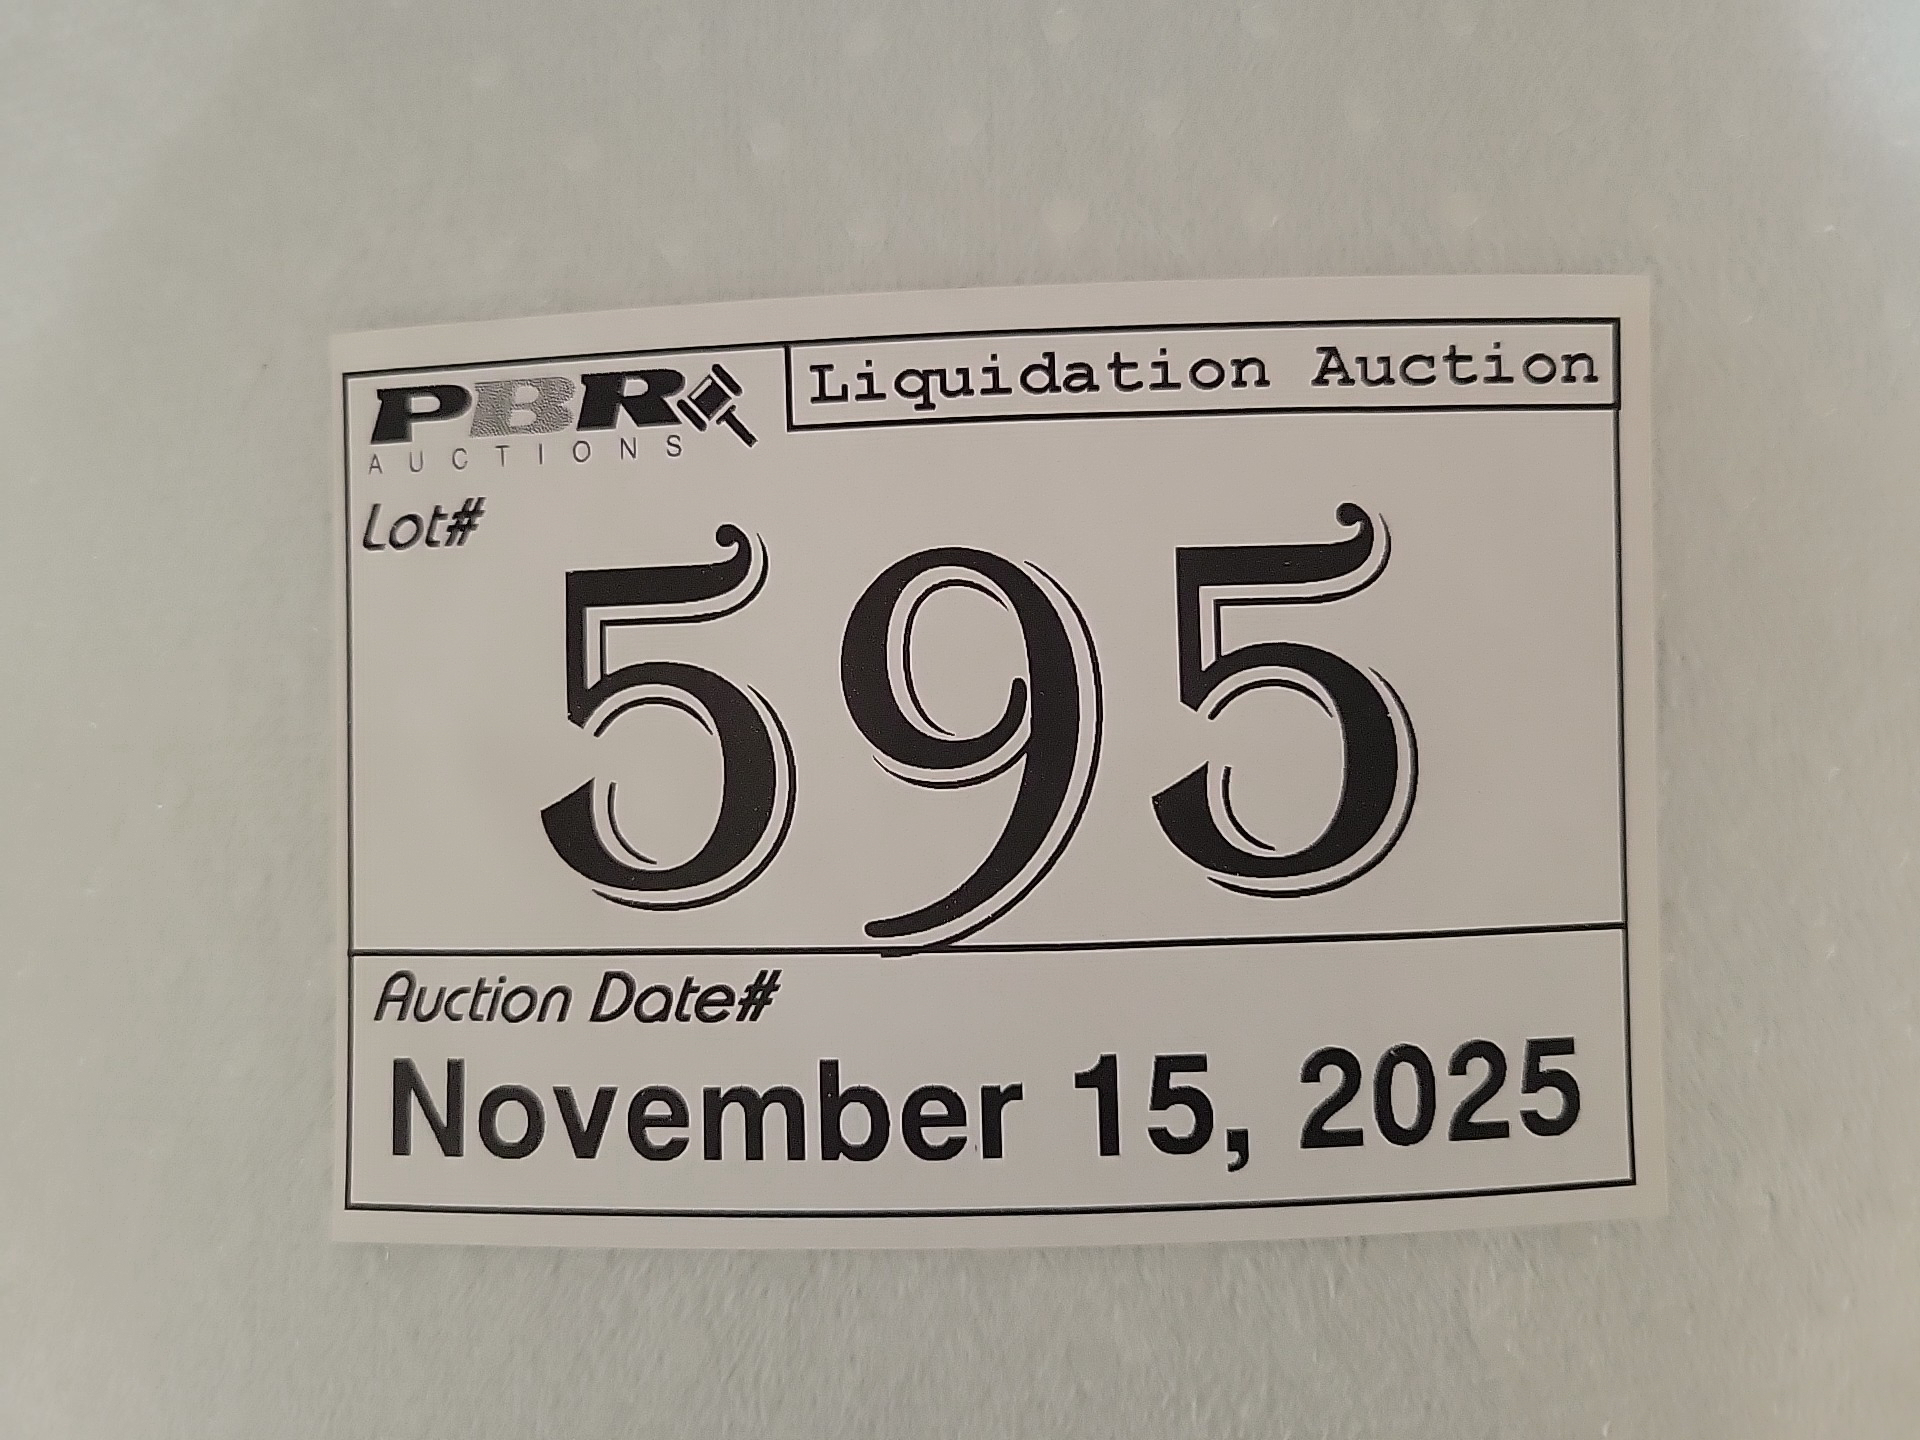 PBR
AUCTIONS
Liquidation Auction
Lot#
595
Auction Date#
November 15, 2025